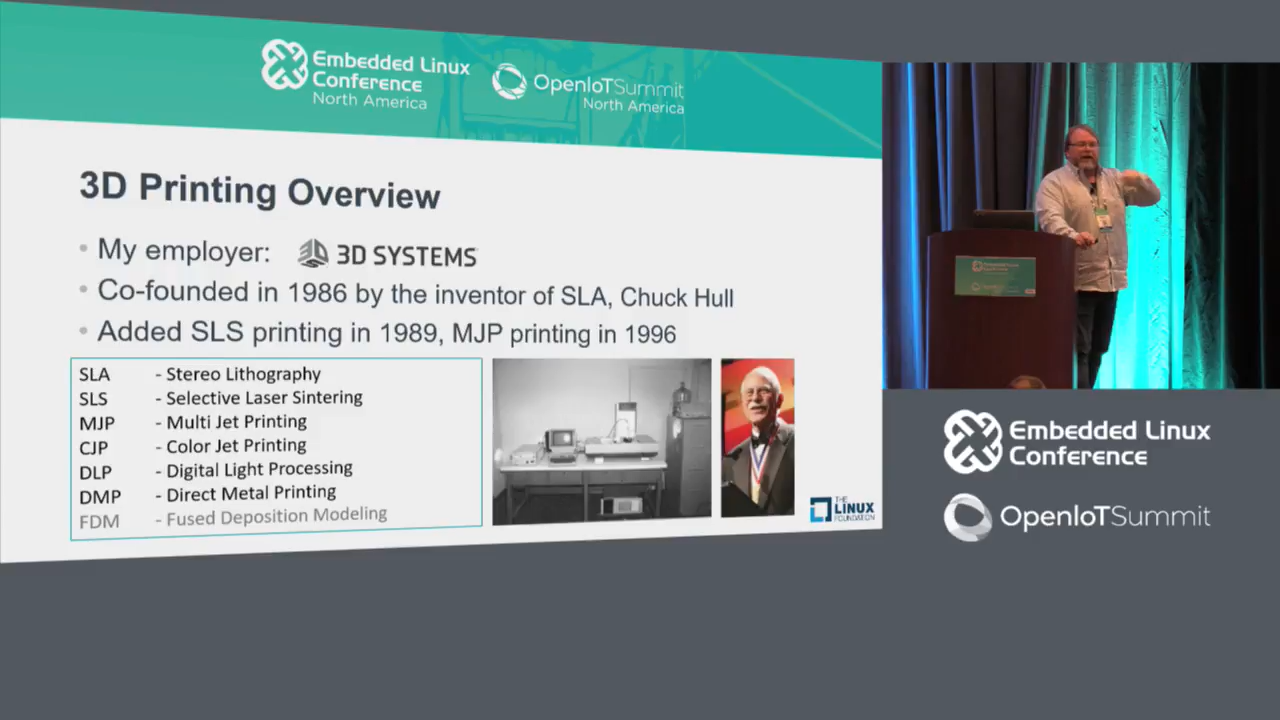 Embedded Linux
Conference
North America
OpenIoTSummit
North America
3D Printing Overview
• My employer: 3D SYSTEMS
• Co-founded in 1986 by the inventor of SLA, Chuck Hull
• Added SLS printing in 1989, MJP printing in 1996
SLA - Stereo Lithography
SLS - Selective Laser Sintering
MJP - Multi Jet Printing
CJP - Color Jet Printing
DLP - Digital Light Processing
DMP - Direct Metal Printing
FDM - Fused Deposition Modeling
THE
LINUX
FOUNDATION
Embedded Linux
Conference
OpenIoTSummit